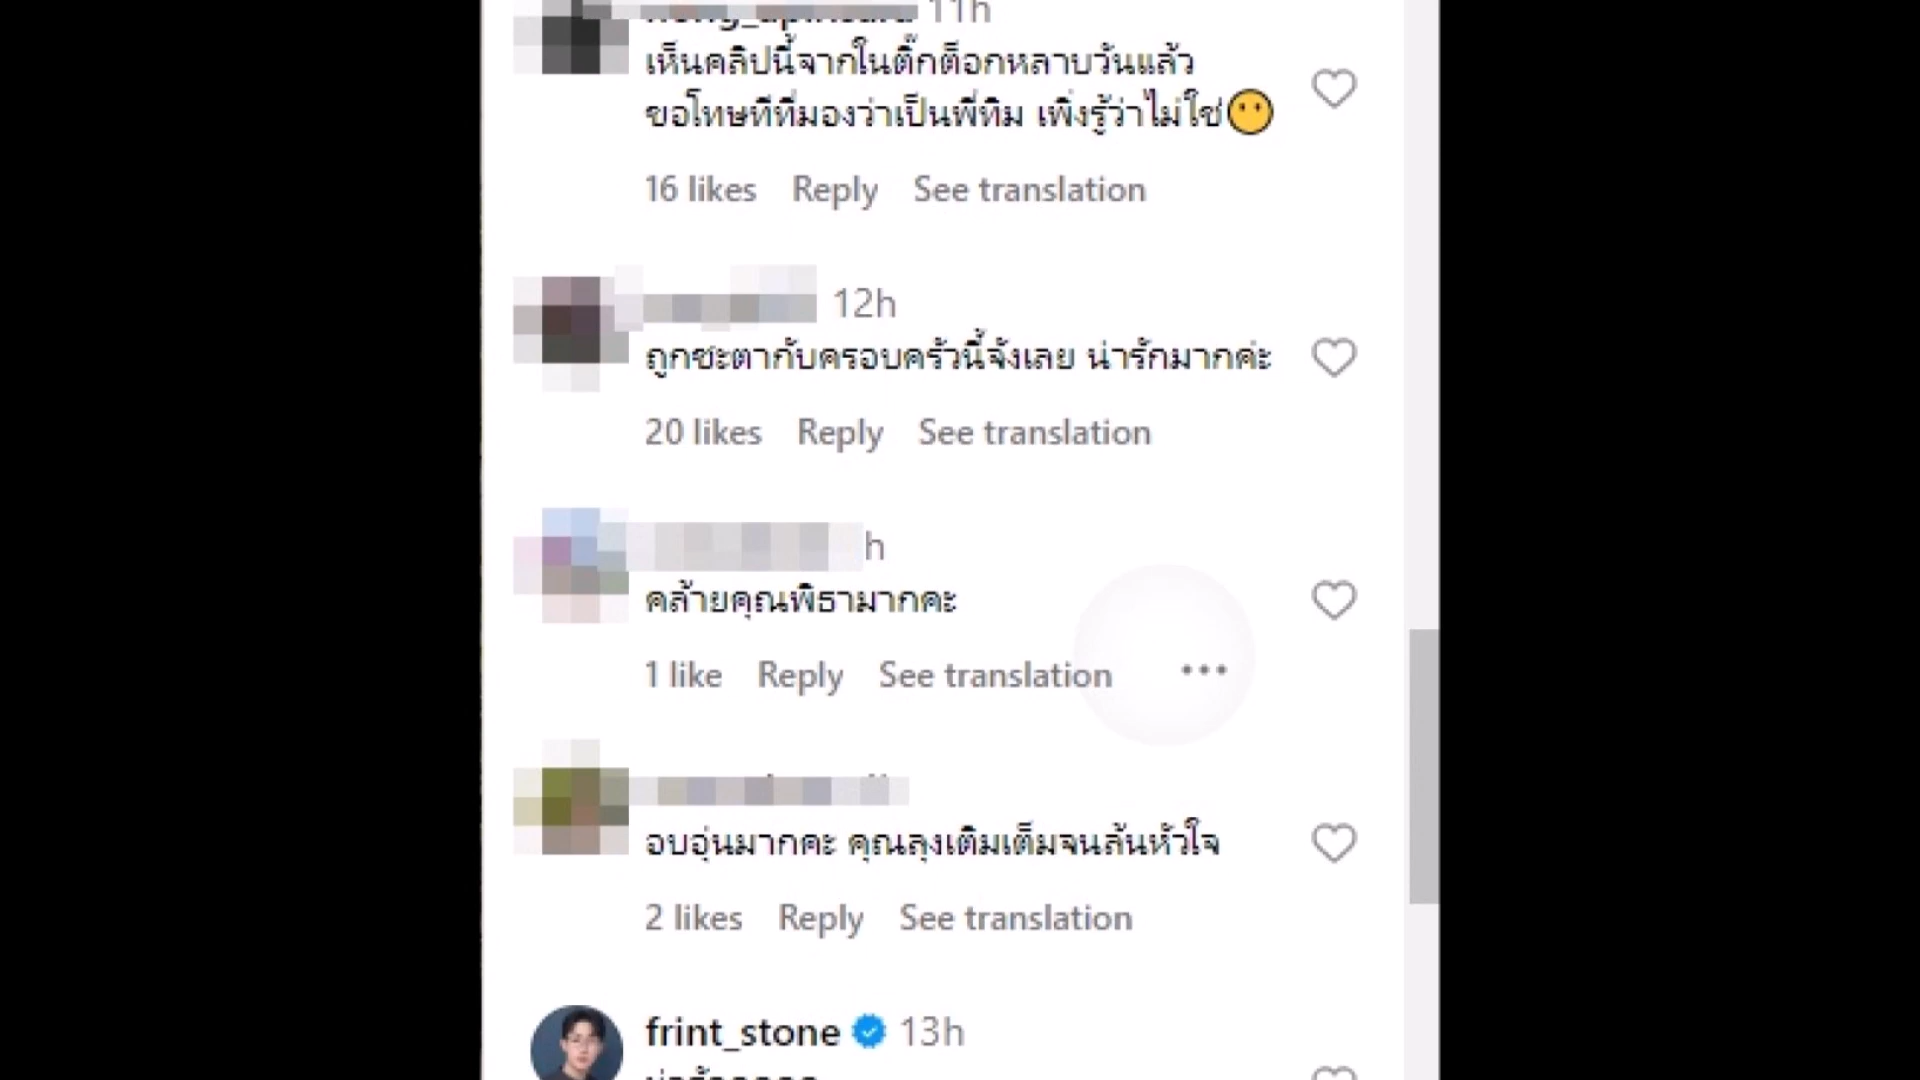 11h
เห็นคลิปนี้จากในติ๊กต็อกหลาบวันแล้ว
ขอโทษทีที่มองว่าเป็นพี่ทิม เพิ่งรู้ว่าไม่ใช่
16 likes Reply See translation
12h
ถูกชะตากับครอบครัวนี้จังเลย น่ารักมากค่ะ
20 likes Reply See translation
h
คล้ายคุณพิธามากคะ
1 like Reply See translation
อบอุ่นมากคะ คุณลุงเติมเต็มจนล้นหัวใจ
2 likes Reply See translation
frint_stone 13h